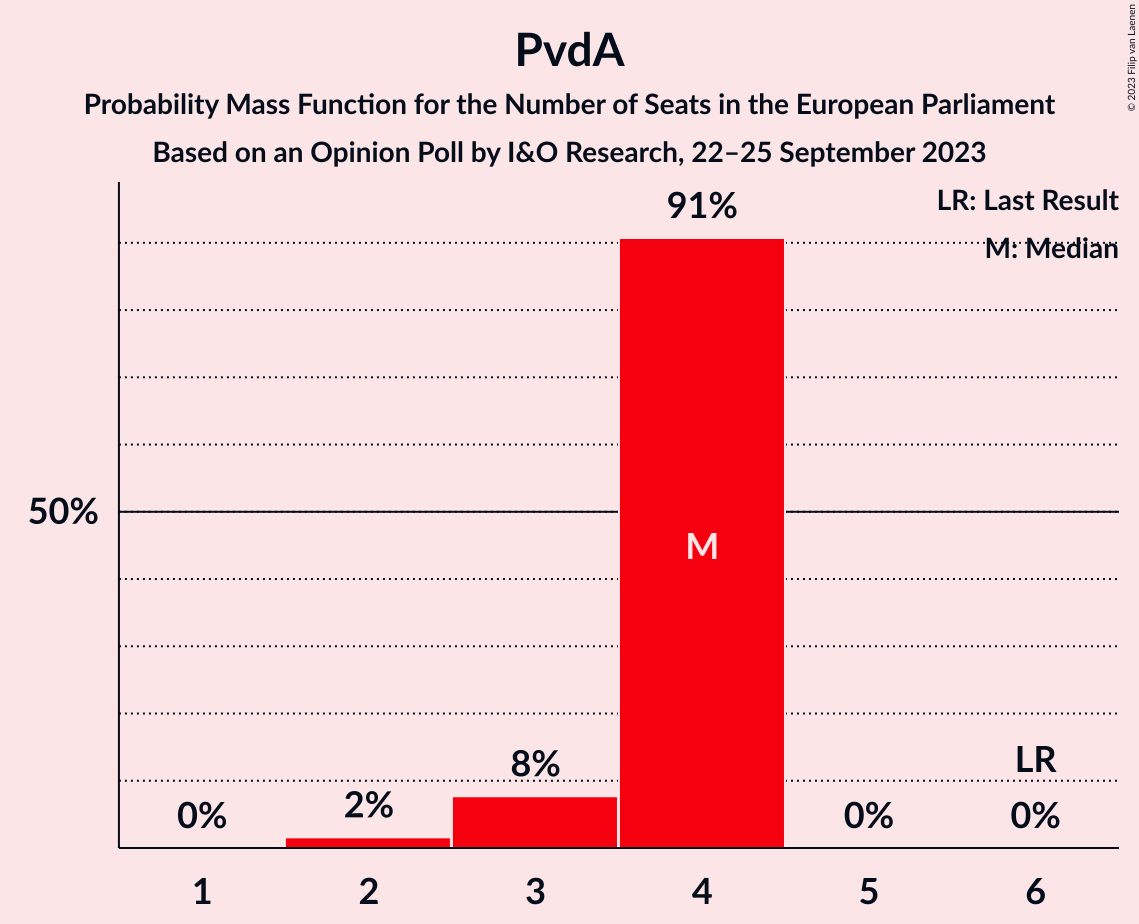 PvdA
Probability Mass Function for the Number of Seats in the European Parliament
Based on an Opinion Poll by I&O Research, 22–25 September 2023
© 2023 Filip van Laenen
LR: Last Result
M: Median
91%
50%
M
8%
2%
0%
0%
LR
0%
1 2 3 4 5 6